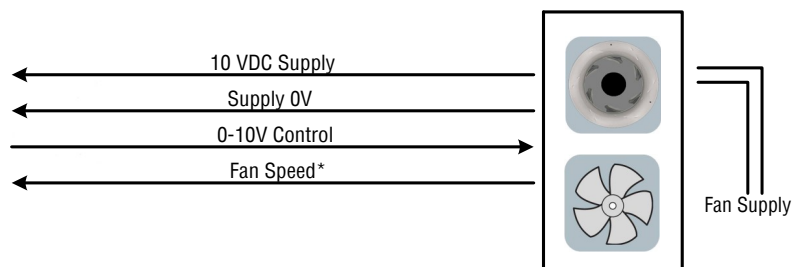 10 VDC Supply
Supply 0V
0-10V Control
Fan Speed*
Fan Supply